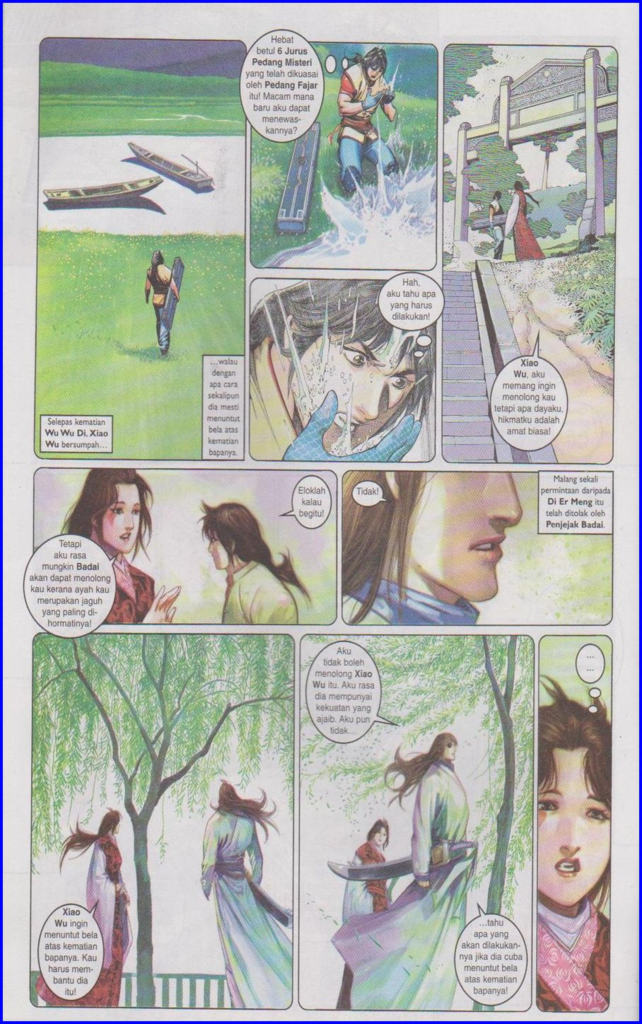 Selepas kematian
Wu Wu Di, Xiao
Wu bersumpah...
...walau
dengan
apa cara
sekalipun
dia mesti
menuntut
bela atas
kematian
bapanya.
Hebat
betul 6 Jurus
Pedang Misteri
yang telah dikuasai
oleh Pedang Fajar
itu! Macam mana
baru aku dapat
menewas-
kannya?
Hah,
aku tahu apa
yang harus
dilakukan!
Xiao
Wu, aku
memang ingin
menolong kau
tetapi apa dayaku,
hikmatku adalah
amat biasa!
Tetapi
aku rasa
mungkin Badai
akan dapat menolong
kau kerana ayah kau
merupakan jaguh
yang paling di-
hormatinya!
Eloklah
kalau
begitu!
Tidak!
Malang sekali
permintaan daripada
Di Er Meng itu
telah ditolak oleh
Penjejak Badai.
Xiao
Wu ingin
menuntut bela
atas kematian
bapanya. Kau
harus mem-
bantu dia
itu!
Aku
tidak boleh
menolong Xiao
Wu itu. Aku rasa
dia mempunyai
kekuatan yang
ajaib. Aku pun
tidak...
...tahu
apa yang
akan dilakukan-
nya jika dia cuba
menuntut bela
atas kematian
bapanya!
...
...